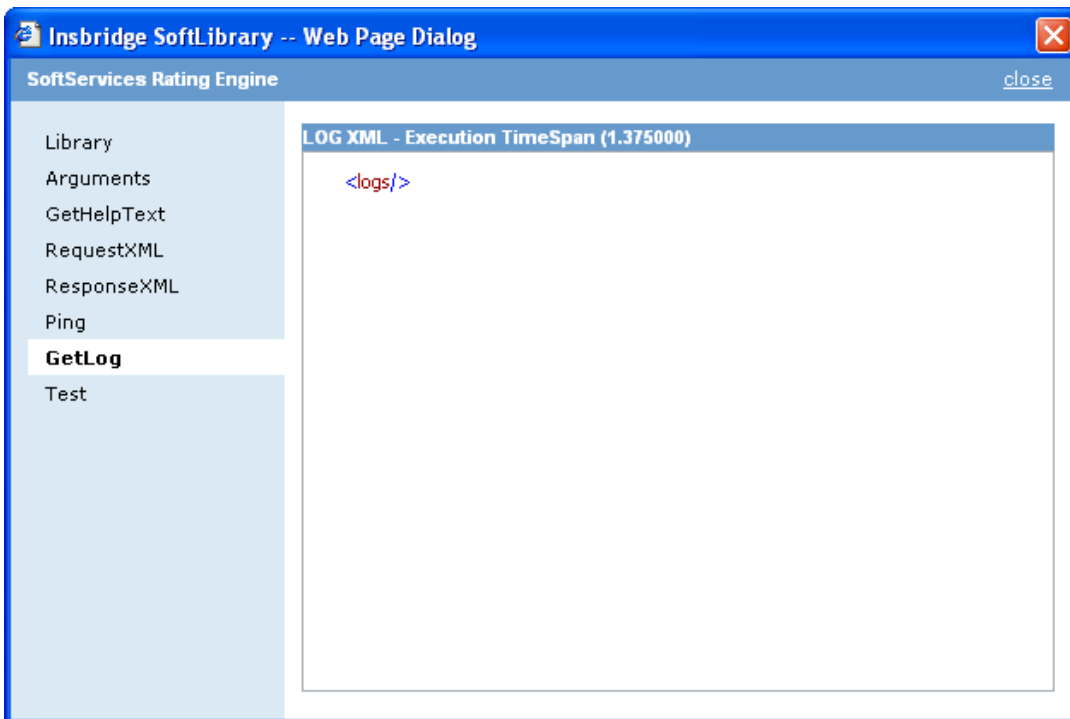 Insbridge SoftLibrary -- Web Page Dialog
SoftServices Rating Engine
close
Library
Arguments
GetHelpText
RequestXML
ResponseXML
Ping
GetLog
Test
LOG XML - Execution TimeSpan (1.375000)
<logs/>